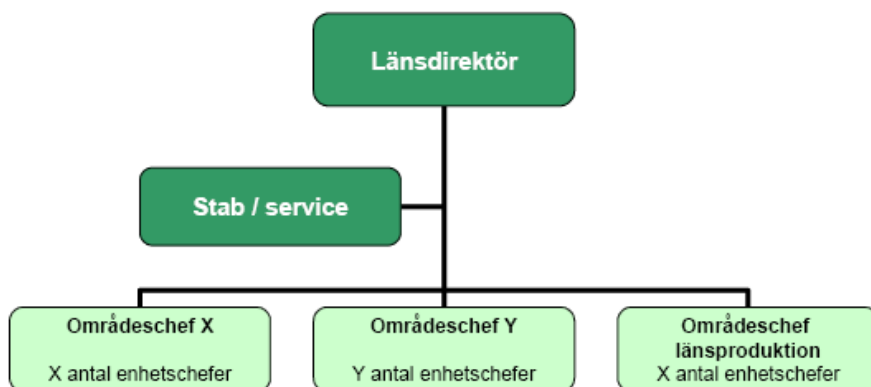 Länsdirektör
Stab / service
Områdeschef X
X antal enhetschefer
Områdeschef Y
Y antal enhetschefer
Områdeschef
länsproduktion
X antal enhetschefer